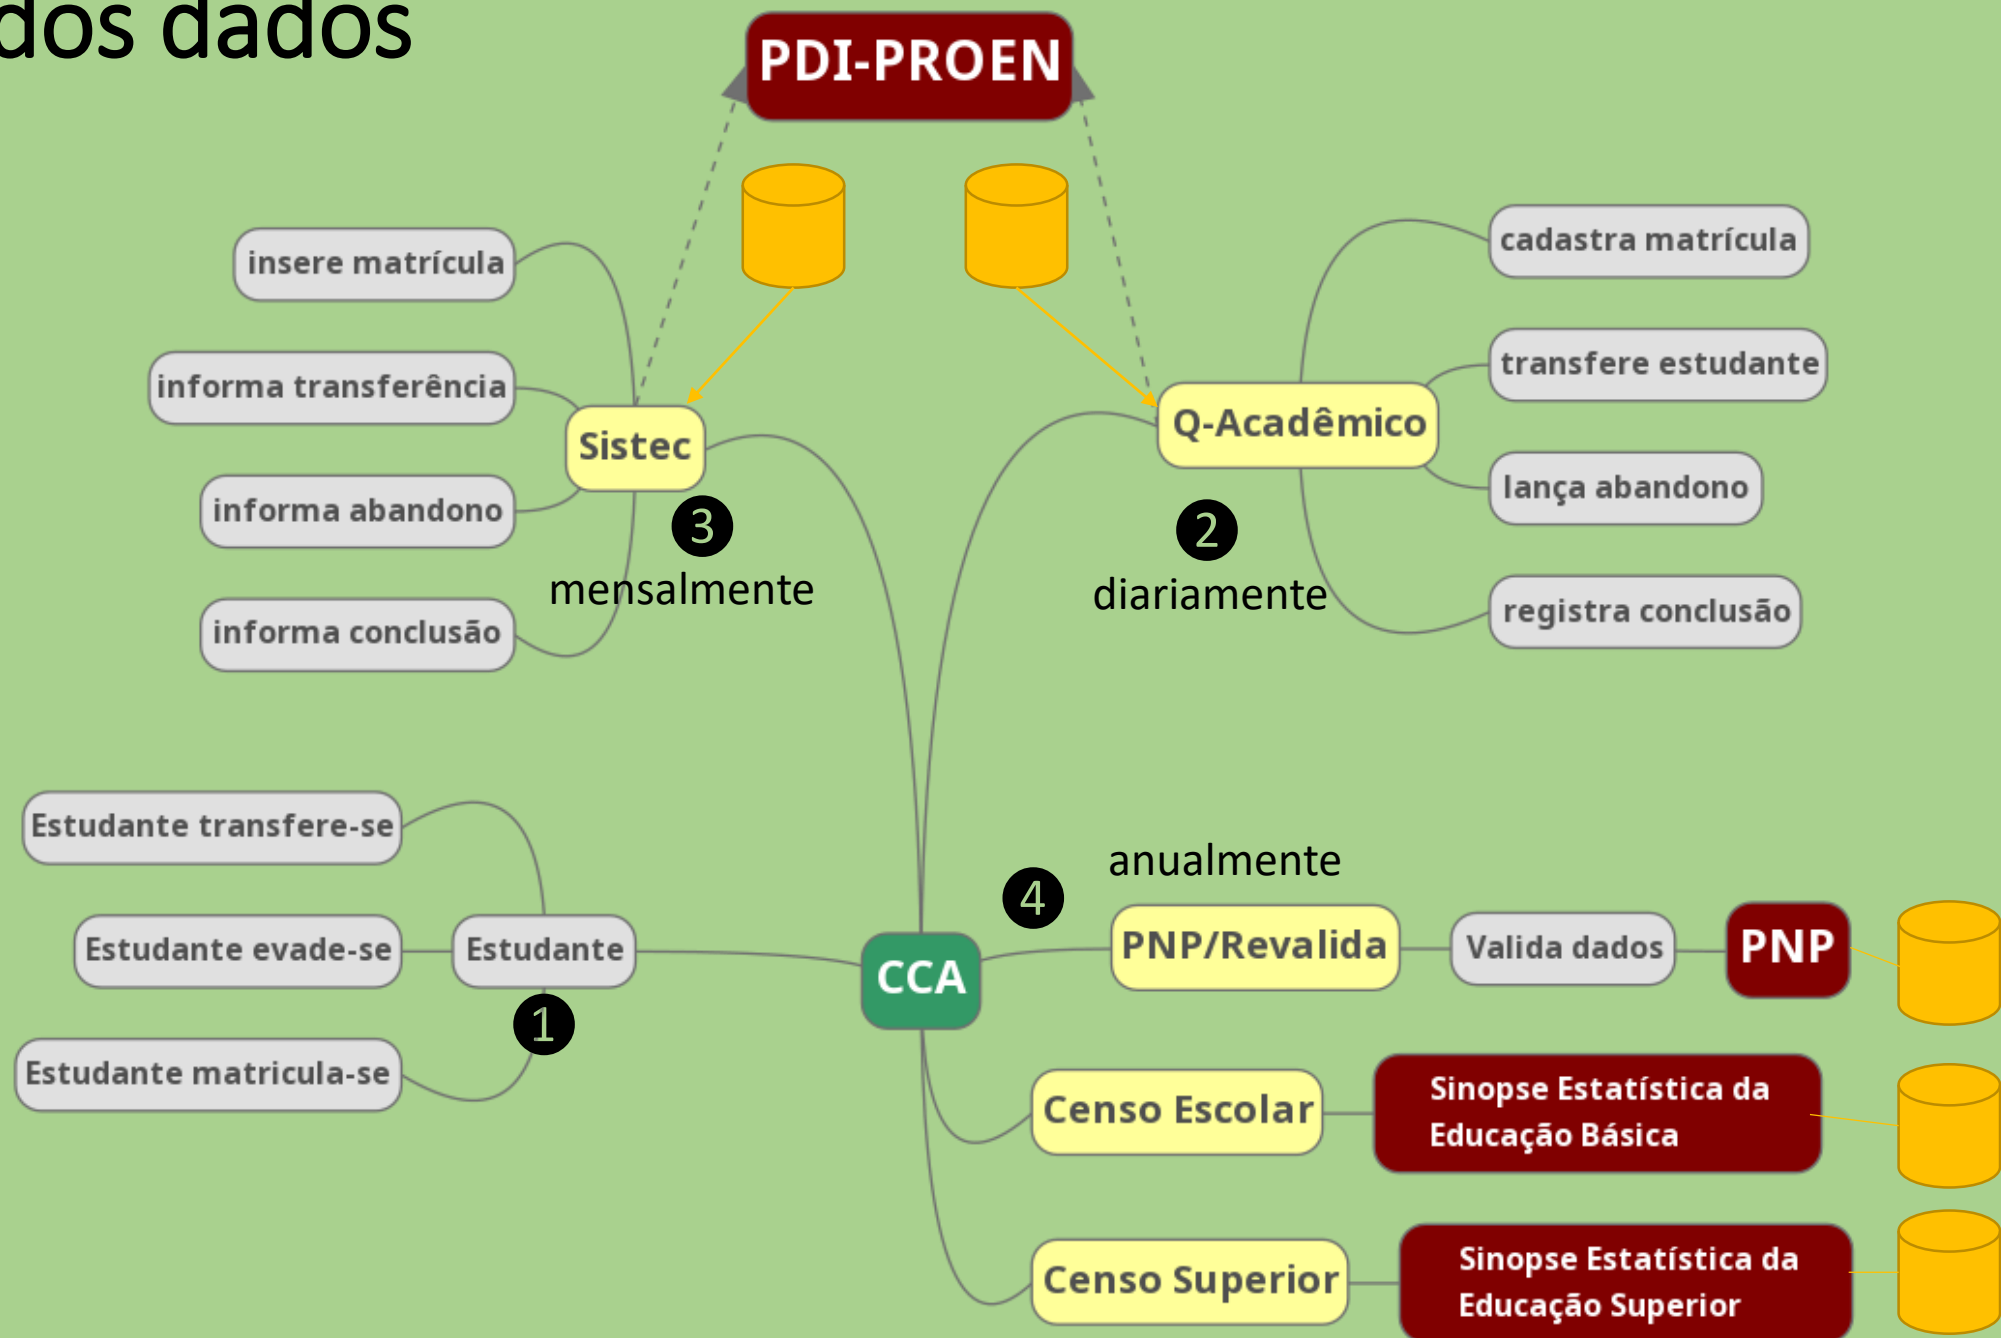 dos dados
PDI-PROEN
insere matrícula
informa transferência
informa abandono
informa conclusão
Sistec
3
mensalmente
Q-Acadêmico
2
diariamente
cadastra matrícula
transfere estudante
lança abandono
registra conclusão
Estudante transfere-se
Estudante evade-se
Estudante matricula-se
Estudante
1
CCA
4
anualmente
PNP/Revalida
Valida dados
PNP
Censo Escolar
Sinopse Estatística da
Educação Básica
Censo Superior
Sinopse Estatística da
Educação Superior